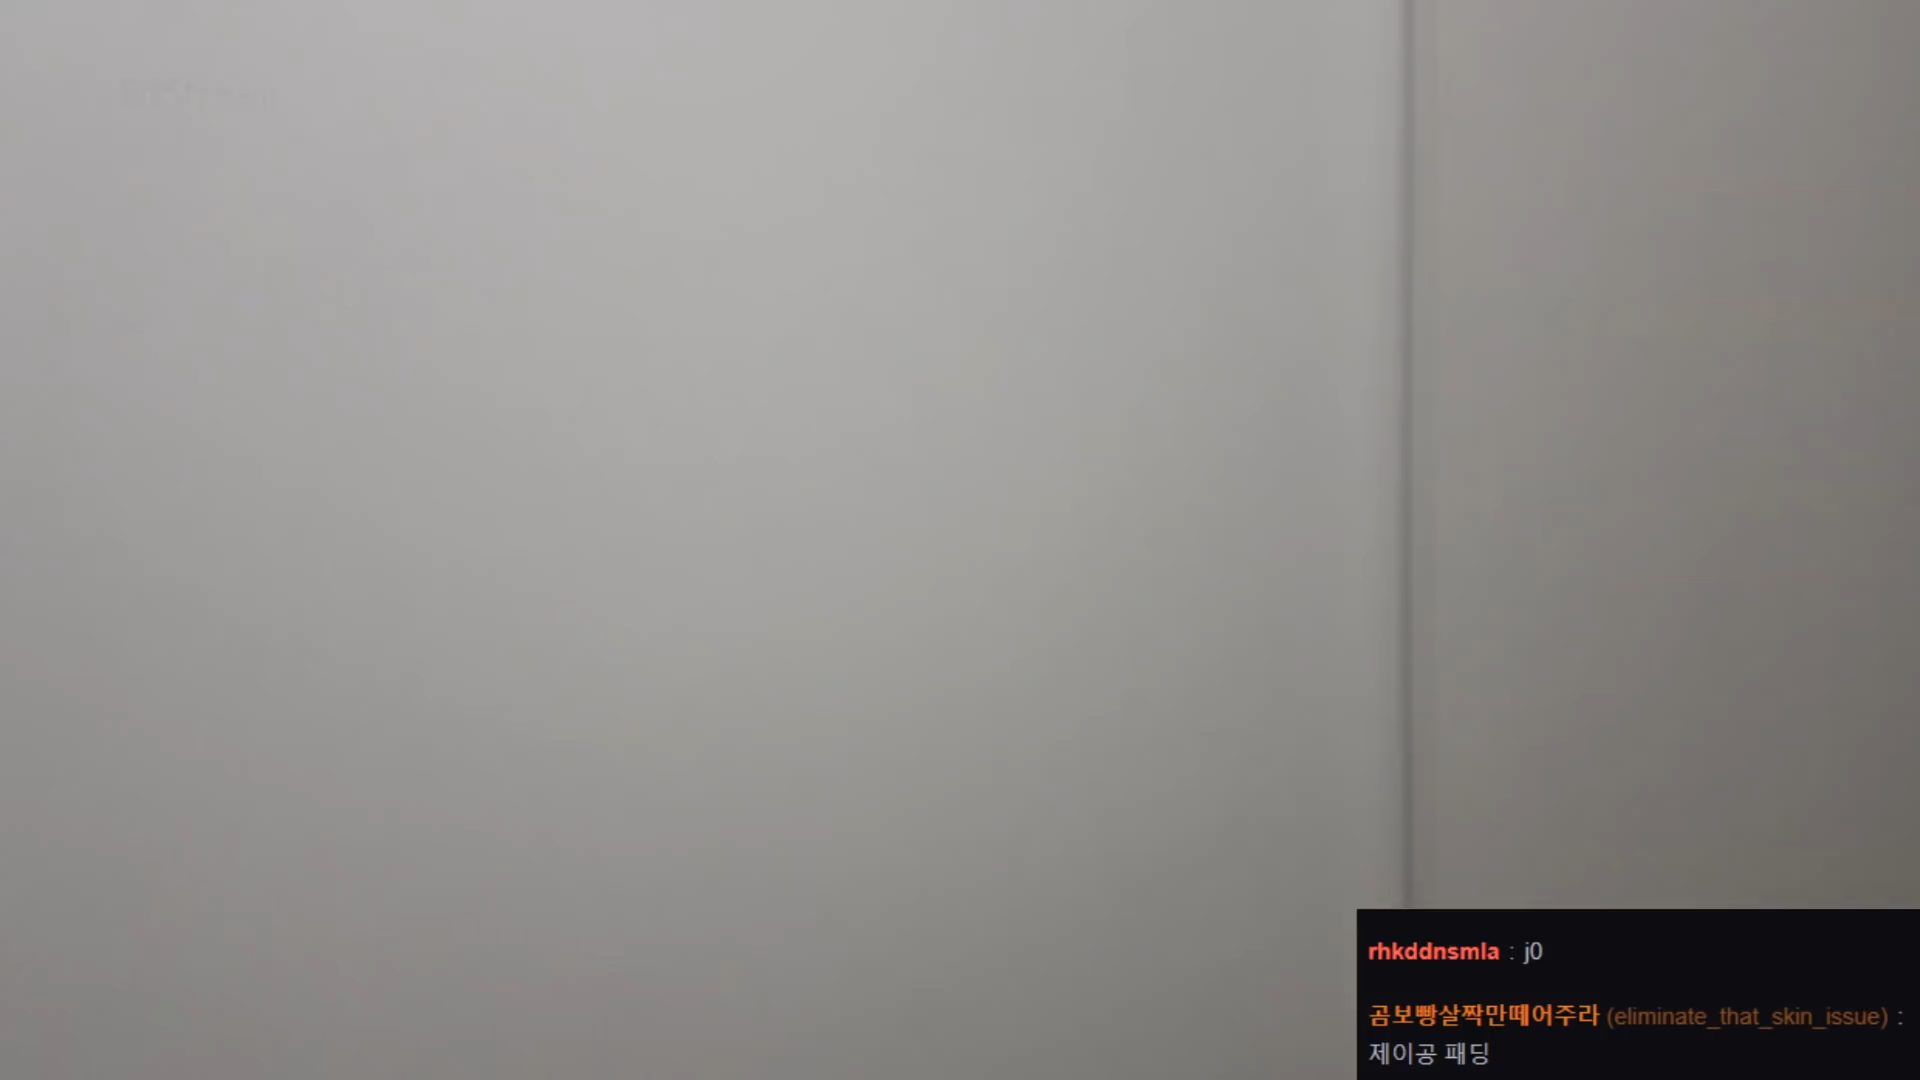 rhkddnsmla : j0
곰보빵살짝만떼어주라 (eliminate_that_skin_issue) :
제이공 패딩